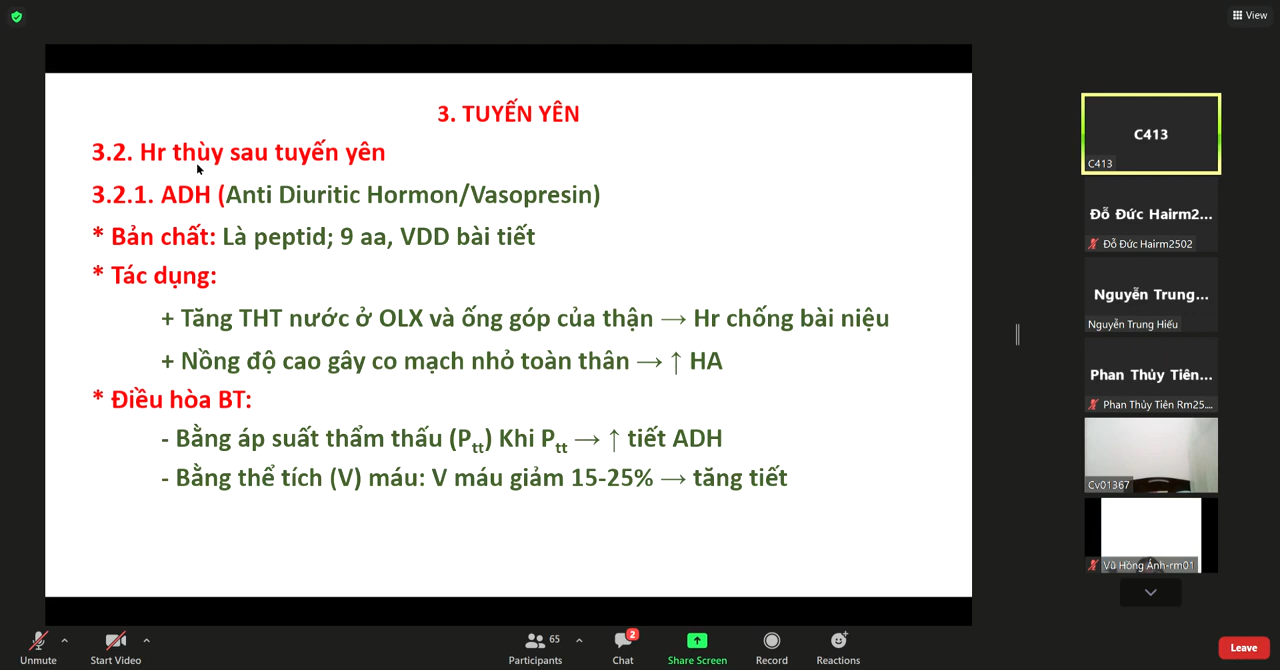 View
3. TUYẾN YÊN
3.2. Hr thùy sau tuyến yên
3.2.1. ADH (Anti Diuritic Hormon/Vasopresin)
* Bản chất: Là peptid; 9 aa, VDD bài tiết
* Tác dụng:
+ Tăng THT nước ở OLX và ống góp của thận → Hr chống bài niệu
+ Nồng độ cao gây co mạch nhỏ toàn thân → ↑ HA
* Điều hòa BT:
- Bằng áp suất thẩm thấu (Ptt) Khi Ptt → ↑ tiết ADH
- Bằng thể tích (V) máu: V máu giảm 15-25% → tăng tiết
C413
C413
Đỗ Đức Hairm2...
Đỗ Đức Hairm2502
Nguyễn Trung...
Nguyễn Trung Hiếu
Phan Thủy Tiên...
Phan Thủy Tiên Rm25....
Cv01367
Vũ Hồng Ánh-rm01
Unmute
Start Video
Participants
65
Chat
2
Share Screen
Record
Reactions
Leave